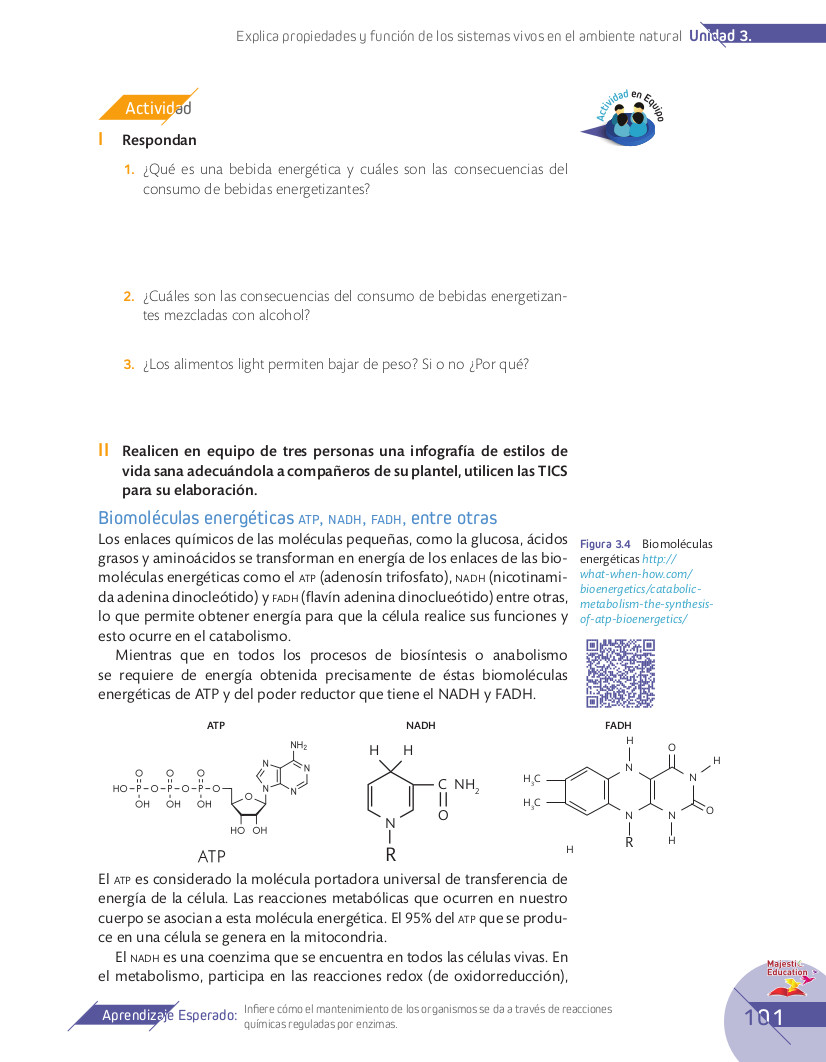 Explica propiedades y función de los sistemas vivos en el ambiente natural Unidad 3.
Actividad
Actividad en Equipo
I Respondan
1. ¿Qué es una bebida energética y cuáles son las consecuencias del
consumo de bebidas energetizantes?
2. ¿Cuáles son las consecuencias del consumo de bebidas energetizan-
tes mezcladas con alcohol?
3. ¿Los alimentos light permiten bajar de peso? Si o no ¿Por qué?
II Realicen en equipo de tres personas una infografía de estilos de
vida sana adecuándola a compañeros de su plantel, utilicen las TICS
para su elaboración.
Biomoléculas energéticas ATP, NADH, FADH, entre otras
Los enlaces químicos de las moléculas pequeñas, como la glucosa, ácidos
grasos y aminoácidos se transforman en energía de los enlaces de las bio-
moléculas energéticas como el ATP (adenosín trifosfato), NADH (nicotinami-
da adenina dinocleótido) y FADH (flavín adenina dinoclueótido) entre otras,
lo que permite obtener energía para que la célula realice sus funciones y
esto ocurre en el catabolismo.
Mientras que en todos los procesos de biosíntesis o anabolismo
se requiere de energía obtenida precisamente de éstas biomoléculas
energéticas de ATP y del poder reductor que tiene el NADH y FADH.
Figura 3.4 Biomoléculas
energéticas http://
what-when-how.com/
bioenergetics/catabolic-
metabolism-the-synthesis-
of-atp-bioenergetics/
ATP
NH2
N N
N N
O O O
HO P O P O P O
OH OH OH
O
HO OH
ATP
NADH
H H
C NH2
O
N
R
FADH
H
O
H
N
N
H3C
H3C
O
N
N
R
H
H
El ATP es considerado la molécula portadora universal de transferencia de
energía de la célula. Las reacciones metabólicas que ocurren en nuestro
cuerpo se asocian a esta molécula energética. El 95% del ATP que se produ-
ce en una célula se genera en la mitocondria.
El NADH es una coenzima que se encuentra en todos las células vivas. En
el metabolismo, participa en las reacciones redox (de oxidorreducción),
Majestic
Education
Aprendizaje Esperado: Infiere cómo el mantenimiento de los organismos se da a través de reacciones
químicas reguladas por enzimas.
101